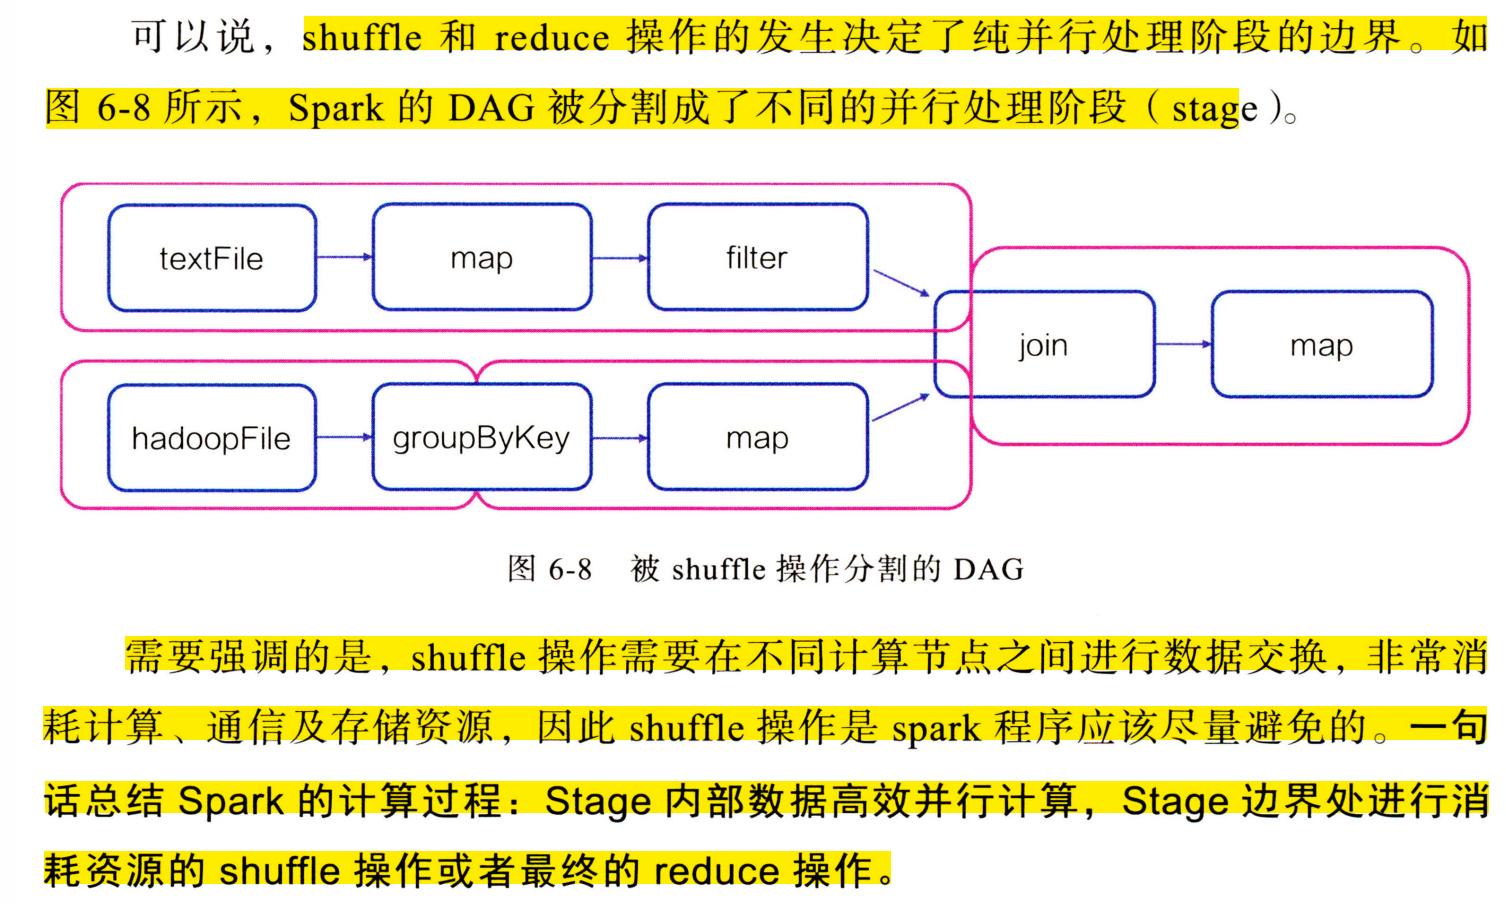 可以说，shuffle 和 reduce 操作的发生决定了纯并行处理阶段的边界。如
图 6-8 所示，Spark 的 DAG 被分割成了不同的并行处理阶段（stage）。
textFile
map
filter
join
map
hadoopFile
groupByKey
map
图 6-8 被 shuffle 操作分割的 DAG
需要强调的是，shuffle 操作需要在不同计算节点之间进行数据交换，非常消
耗计算、通信及存储资源，因此 shuffle 操作是 spark 程序应该尽量避免的。一句
话总结 Spark 的计算过程：Stage 内部数据高效并行计算，Stage 边界处进行消
耗资源的 shuffle 操作或者最终的 reduce 操作。